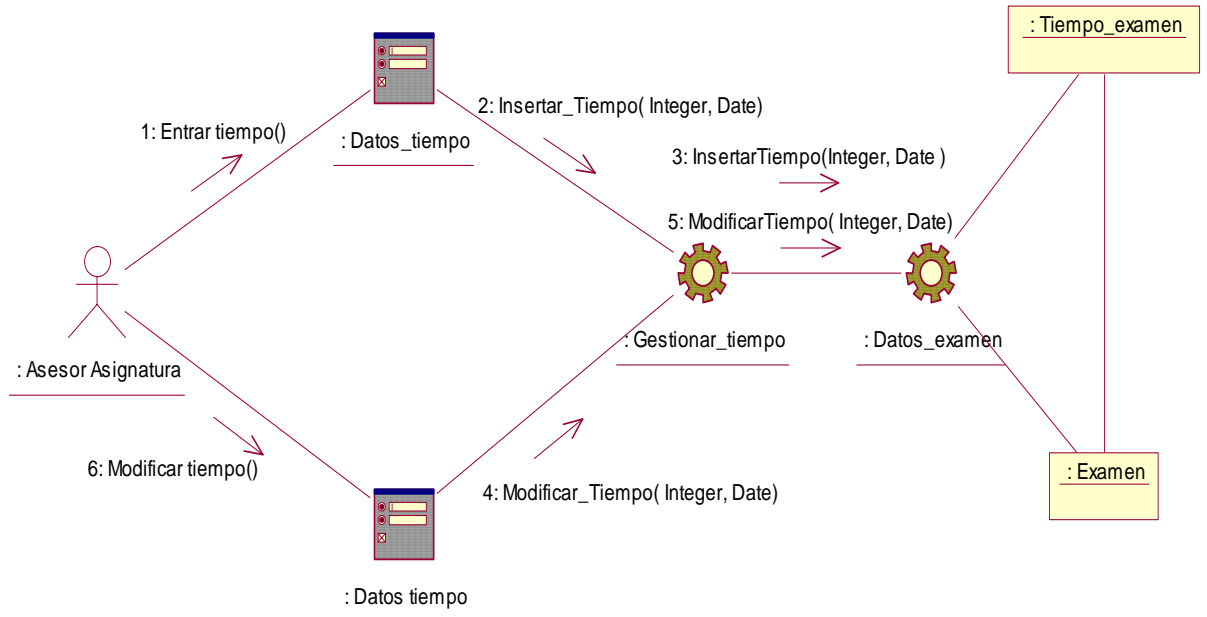 : Tiempo_examen
2: Insertar_Tiempo( Integer, Date)
1: Entrar tiempo()
: Datos_tiempo
3: InsertarTiempo(Integer, Date )
5: ModificarTiempo( Integer, Date)
: Gestionar_tiempo
: Datos_examen
: Asesor Asignatura
6: Modificar tiempo()
4: Modificar_Tiempo( Integer, Date)
: Examen
: Datos tiempo